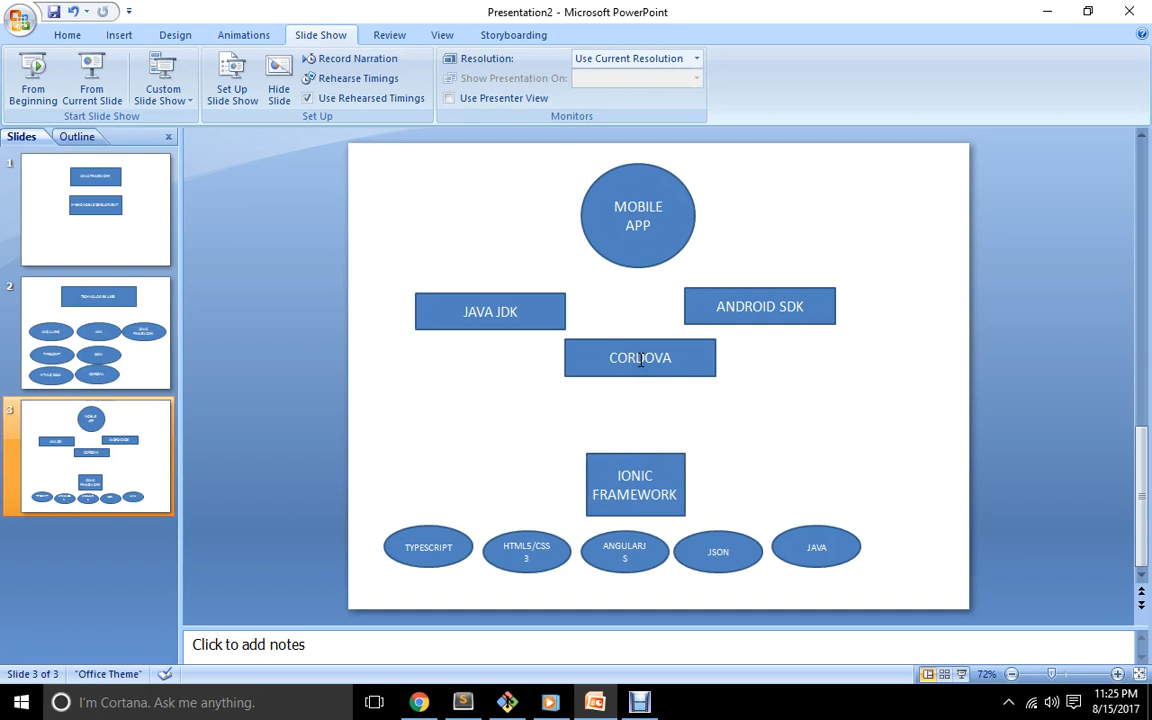 Presentation2 - Microsoft PowerPoint
Home Insert Design Animations Slide Show Review View Storyboarding
From Beginning
From Current Slide
Custom Slide Show
Start Slide Show
Set Up Slide Show
Hide Slide
Record Narration
Rehearse Timings
Use Rehearsed Timings
Set Up
Resolution: Use Current Resolution
Show Presentation On:
Use Presenter View
Monitors
Slides Outline
1
2
3
MOBILE
APP
JAVA JDK
ANDROID SDK
CORDOVA
IONIC
FRAMEWORK
TYPESCRIPT
HTML5/CSS
3
ANGULARJ
S
JSON
JAVA
Click to add notes
Slide 3 of 3 "Office Theme" 72%
I'm Cortana. Ask me anything.
11:25 PM
8/15/2017